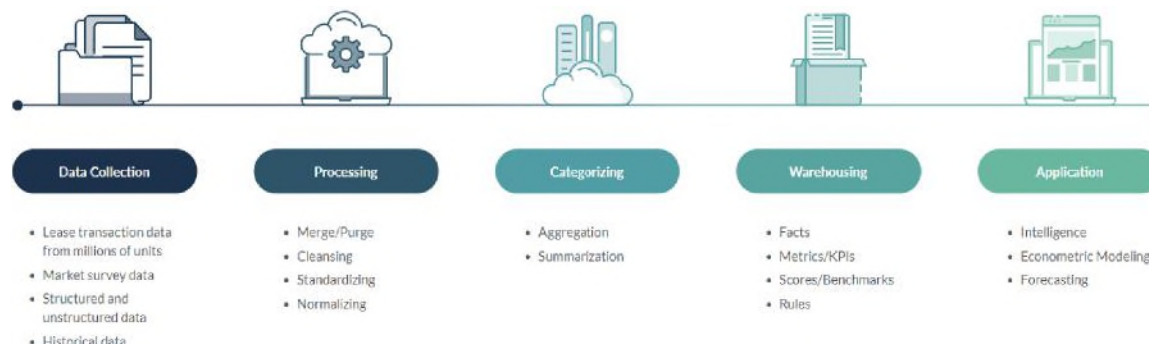 Data Collection
Processing
Categorizing
Warehousing
Application
• Lease transaction data
from millions of units
• Market survey data
• Structured and
unstructured data
• Historical data
• Merge/Purge
• Cleansing
• Standardizing
• Normalizing
• Aggregation
• Summarization
• Facts
• Metrics/KPIs
• Scores/Benchmarks
• Rules
• Intelligence
• Econometric Modeling
• Forecasting